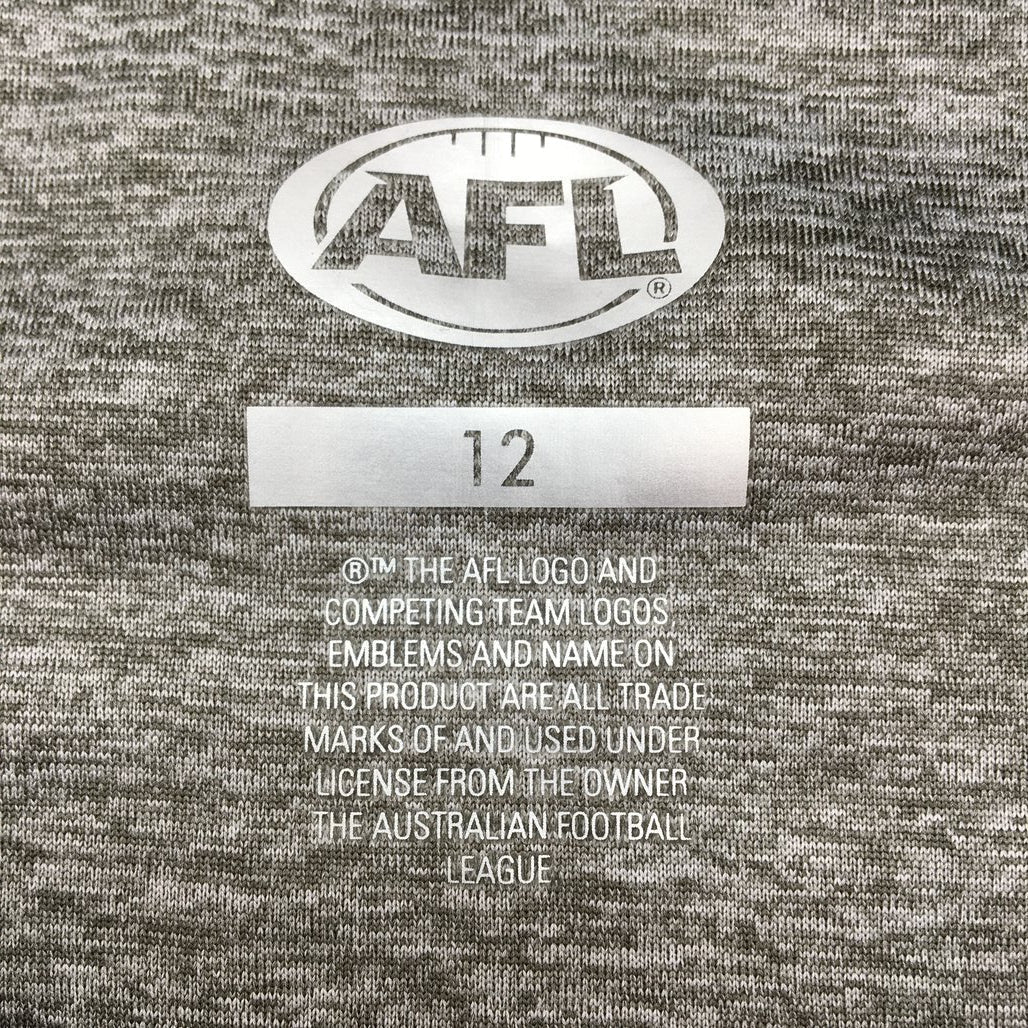 AFL
®
12
®™ THE AFL LOGO AND
COMPETING TEAM LOGOS,
EMBLEMS AND NAME ON
THIS PRODUCT ARE ALL TRADE
MARKS OF AND USED UNDER
LICENSE FROM THE OWNER
THE AUSTRALIAN FOOTBALL
LEAGUE